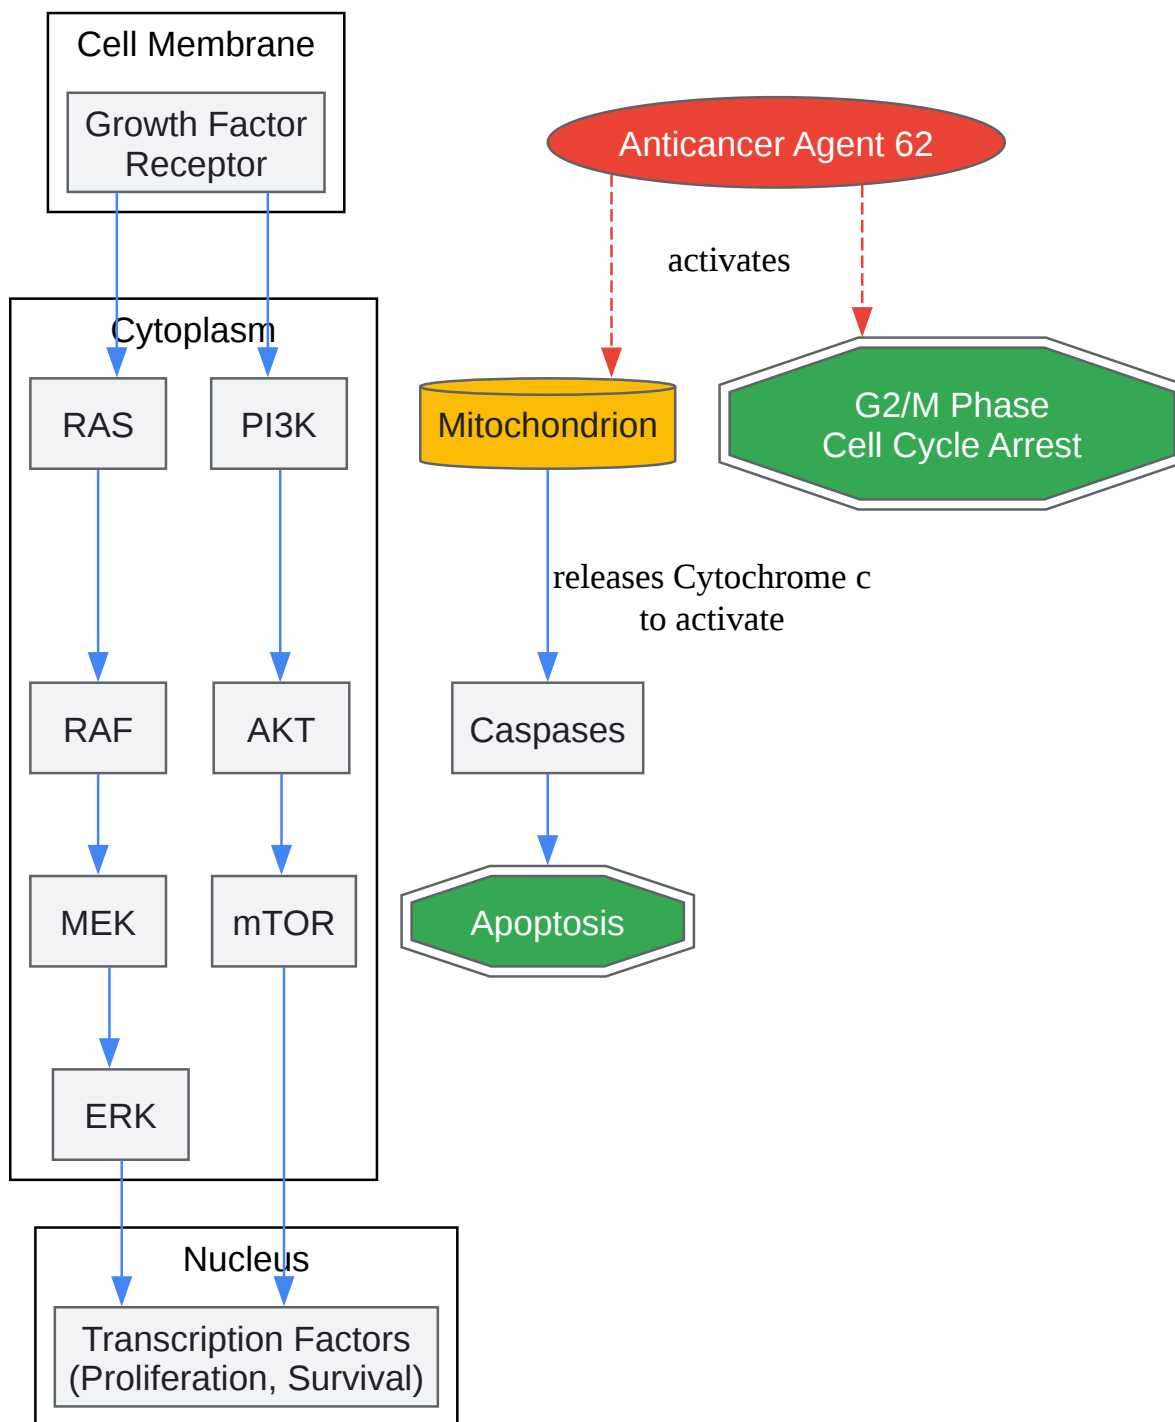 Cell Membrane
Growth Factor
Receptor
Anticancer Agent 62
activates
Cytoplasm
RAS
PI3K
Mitochondrion
G2/M Phase
Cell Cycle Arrest
releases Cytochrome c
to activate
RAF
AKT
Caspases
MEK
mTOR
Apoptosis
ERK
Nucleus
Transcription Factors
(Proliferation, Survival)